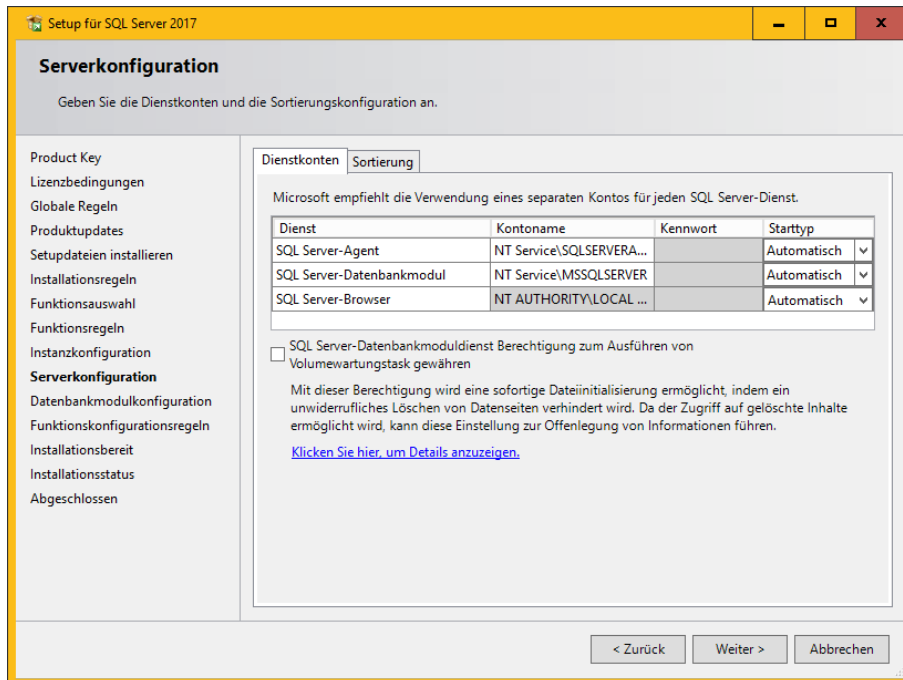 Setup für SQL Server 2017
Serverkonfiguration
Geben Sie die Dienstkonten und die Sortierungskonfiguration an.
Product Key
Lizenzbedingungen
Globale Regeln
Produktupdates
Setupdateien installieren
Installationsregeln
Funktionsauswahl
Funktionsregeln
Instanzkonfiguration
Serverkonfiguration
Datenbankmodulkonfiguration
Funktionskonfigurationsregeln
Installationsbereit
Installationsstatus
Abgeschlossen
Dienstkonten Sortierung
Microsoft empfiehlt die Verwendung eines separaten Kontos für jeden SQL Server-Dienst.
Dienst Kontoname Kennwort Starttyp
SQL Server-Agent NT Service\SQLSERVERA... Automatisch
SQL Server-Datenbankmodul NT Service\MSSQLSERVER Automatisch
SQL Server-Browser NT AUTHORITY\LOCAL ... Automatisch
SQL Server-Datenbankmoduldienst Berechtigung zum Ausführen von
Volumewartungstask gewähren
Mit dieser Berechtigung wird eine sofortige Dateiinitialisierung ermöglicht, indem ein
unwiderrufliches Löschen von Datenseiten verhindert wird. Da der Zugriff auf gelöschte Inhalte
ermöglicht wird, kann diese Einstellung zur Offenlegung von Informationen führen.
Klicken Sie hier, um Details anzuzeigen.
< Zurück Weiter > Abbrechen